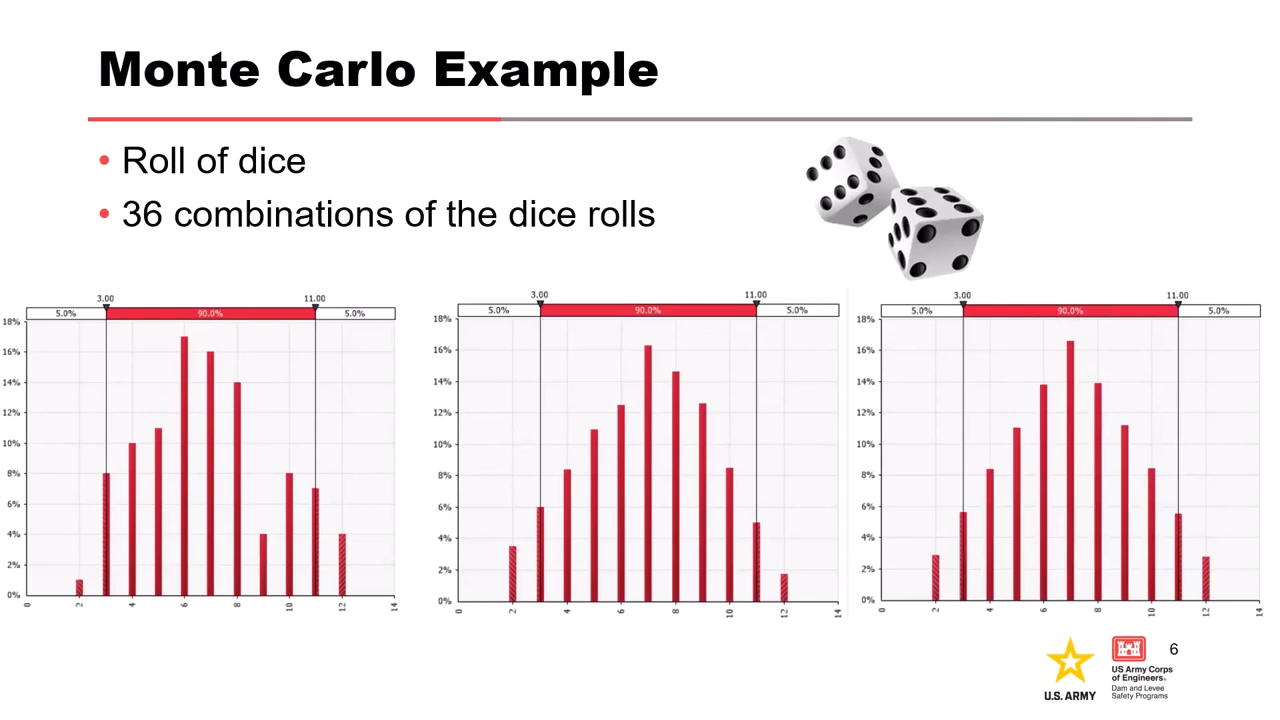 Monte Carlo Example
• Roll of dice
• 36 combinations of the dice rolls
3.00 11.00
5.0% 90.0% 5.0%
18%
16%
14%
12%
10%
8%
6%
4%
2%
0%
0 2 4 6 8 10 12 14
3.00 11.00
5.0% 90.0% 5.0%
18%
16%
14%
12%
10%
8%
6%
4%
2%
0%
0 2 4 6 8 10 12 14
3.00 11.00
5.0% 90.0% 5.0%
18%
16%
14%
12%
10%
8%
6%
4%
2%
0%
0 2 4 6 8 10 12 14
U.S. ARMY
US Army Corps
of Engineers®
Dam and Levee
Safety Programs
6